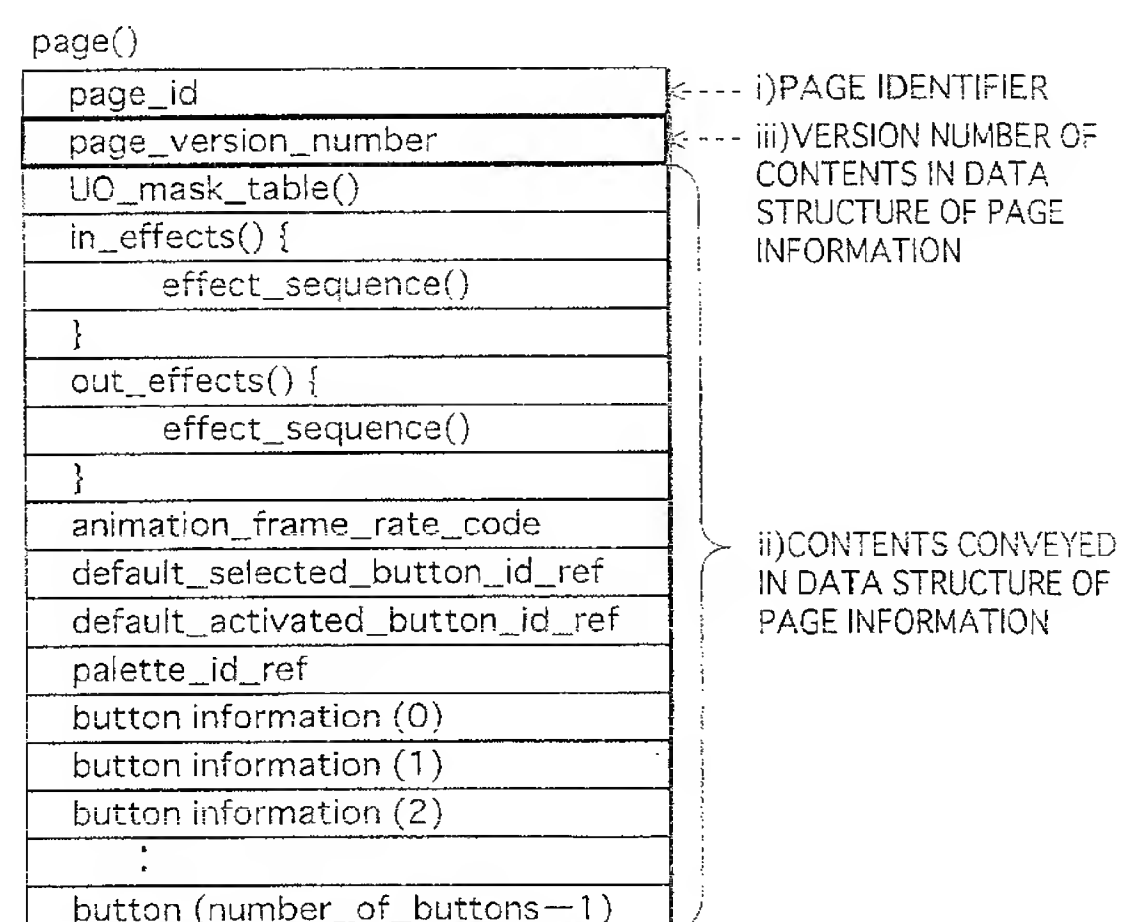 page()
page_id
page_version_number
UO_mask_table()
in_effects() {
effect_sequence()
}
out_effects() {
effect_sequence()
}
animation_frame_rate_code
default_selected_button_id_ref
default_activated_button_id_ref
palette_id_ref
button information (0)
button information (1)
button information (2)
:
button (number_of_buttons—1)
i)PAGE IDENTIFIER
iii)VERSION NUMBER OF
CONTENTS IN DATA
STRUCTURE OF PAGE
INFORMATION
ii)CONTENTS CONVEYED
IN DATA STRUCTURE OF
PAGE INFORMATION